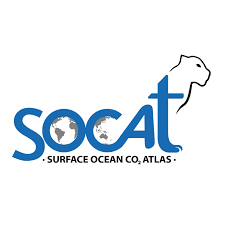 SOCAT
· SURFACE OCEAN CO₂ ATLAS ·